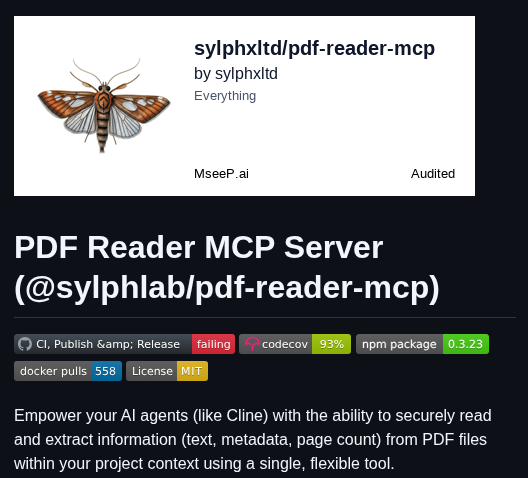 sylphxltd/pdf-reader-mcp
by sylphxltd
Everything
MseeP.ai Audited
PDF Reader MCP Server
(@sylphlab/pdf-reader-mcp)
CI, Publish &amp; Release failing codecov 93% npm package 0.3.23
docker pulls 558 License MIT
Empower your AI agents (like Cline) with the ability to securely read
and extract information (text, metadata, page count) from PDF files
within your project context using a single, flexible tool.